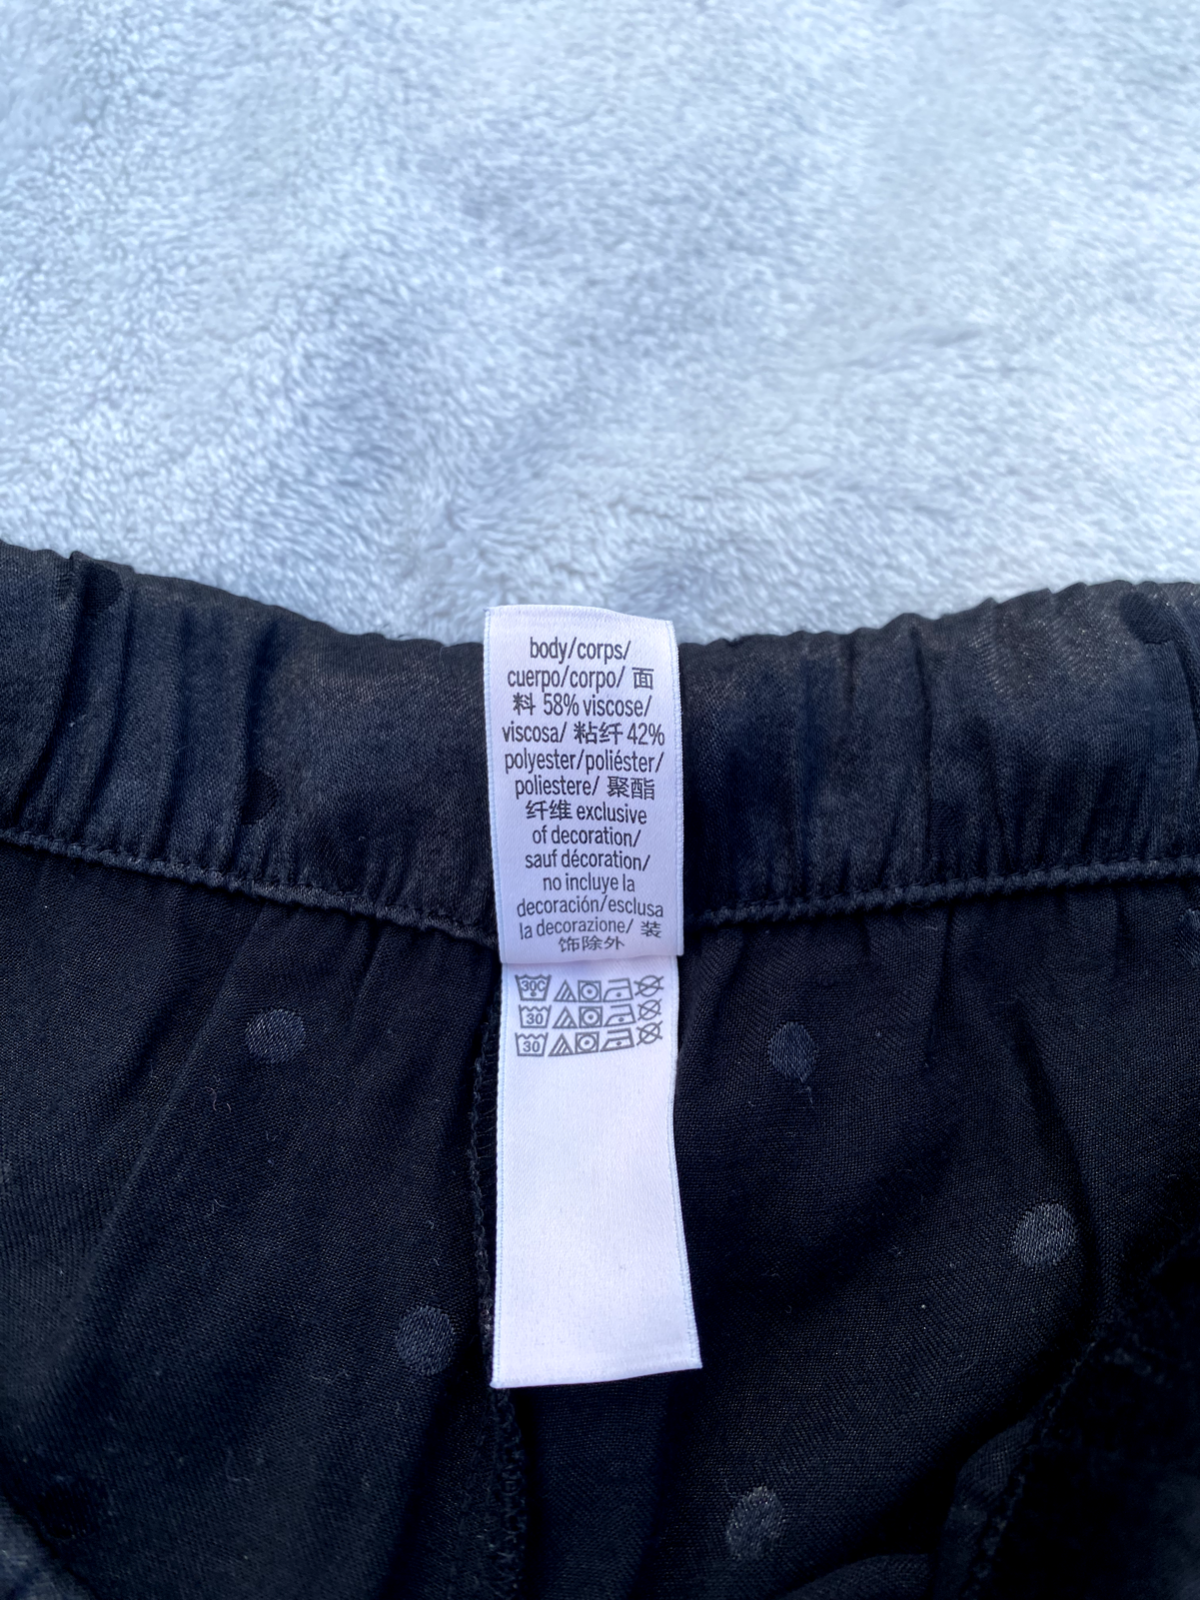 body/corps/
cuerpo/corpo/ 面
料 58% viscose/
viscosa/ 粘纤 42%
polyester/poliéster/
poliestere/ 聚酯
纤维 exclusive
of decoration/
sauf décoration/
no incluye la
decoración/esclusa
la decorazione/ 装
饰除外
30C
30
30